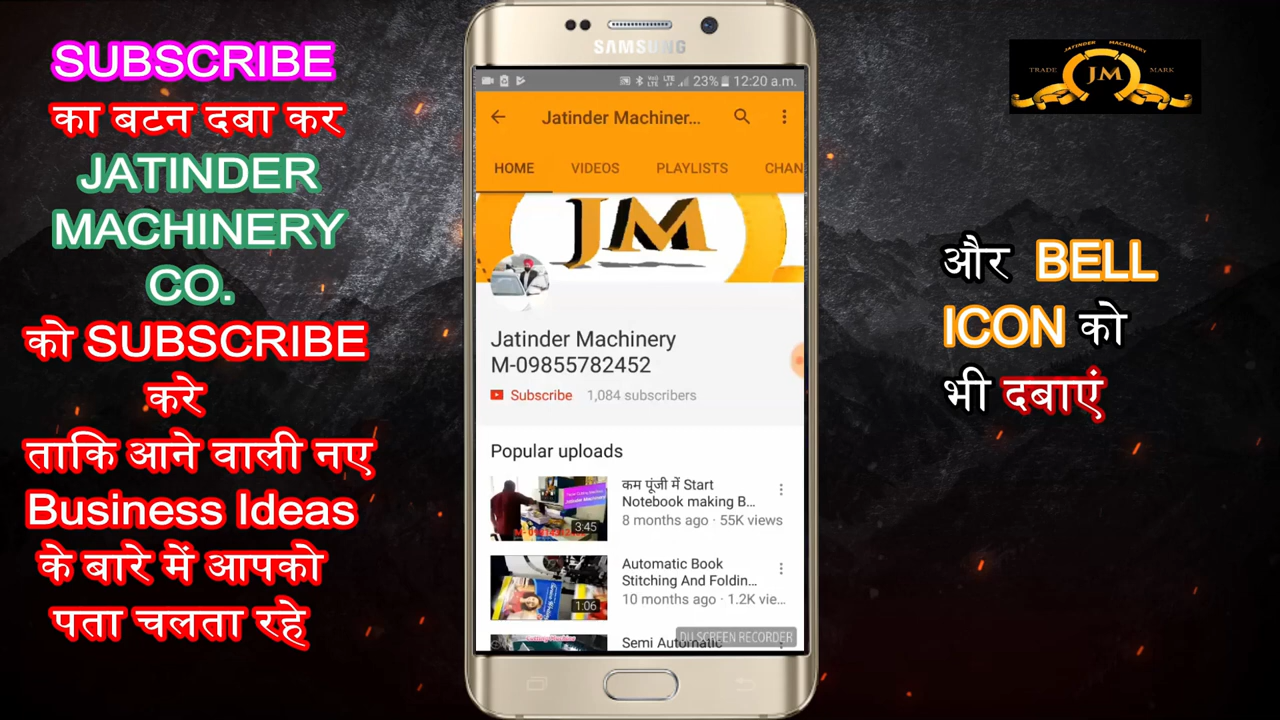 SUBSCRIBE
का बटन दबा कर
JATINDER
MACHINERY
CO.
को SUBSCRIBE
करे
ताकि आने वाली नए
Business Ideas
के बारे में आपको
पता चलता रहे
SAMSUNG
23% 12:20 a.m.
Jatinder Machiner...
HOME VIDEOS PLAYLISTS CHAN
JM
Jatinder Machinery
M-09855782452
Subscribe 1,084 subscribers
Popular uploads
कम पूंजी में Start
Notebook making B...
8 months ago · 55K views
3:45
Automatic Book
Stitching And Foldin...
10 months ago · 1.2K vie...
1:06
Semi Automatic
DU SCREEN RECORDER
JATINDER MACHINERY
TRADE JM MARK
और BELL
ICON को
भी दबाएं